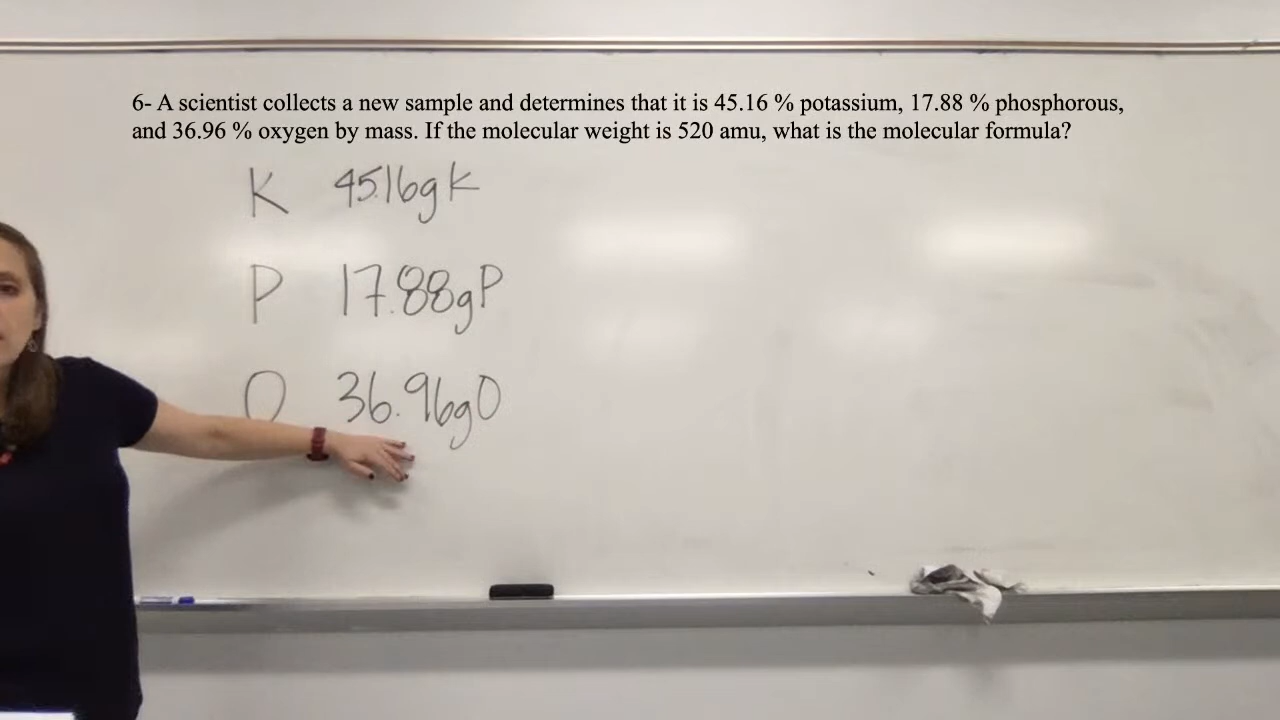 6- A scientist collects a new sample and determines that it is 45.16 % potassium, 17.88 % phosphorous,
and 36.96 % oxygen by mass. If the molecular weight is 520 amu, what is the molecular formula?
K 45.16g K
P 17.88g P
O 36.96g O